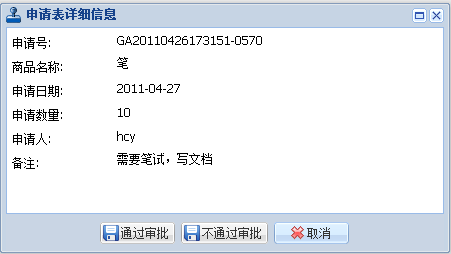 申请表详细信息
申请号: GA20110426173151-0570
商品名称: 笔
申请日期: 2011-04-27
申请数量: 10
申请人: hcy
备注: 需要笔试，写文档
通过审批 不通过审批 取消